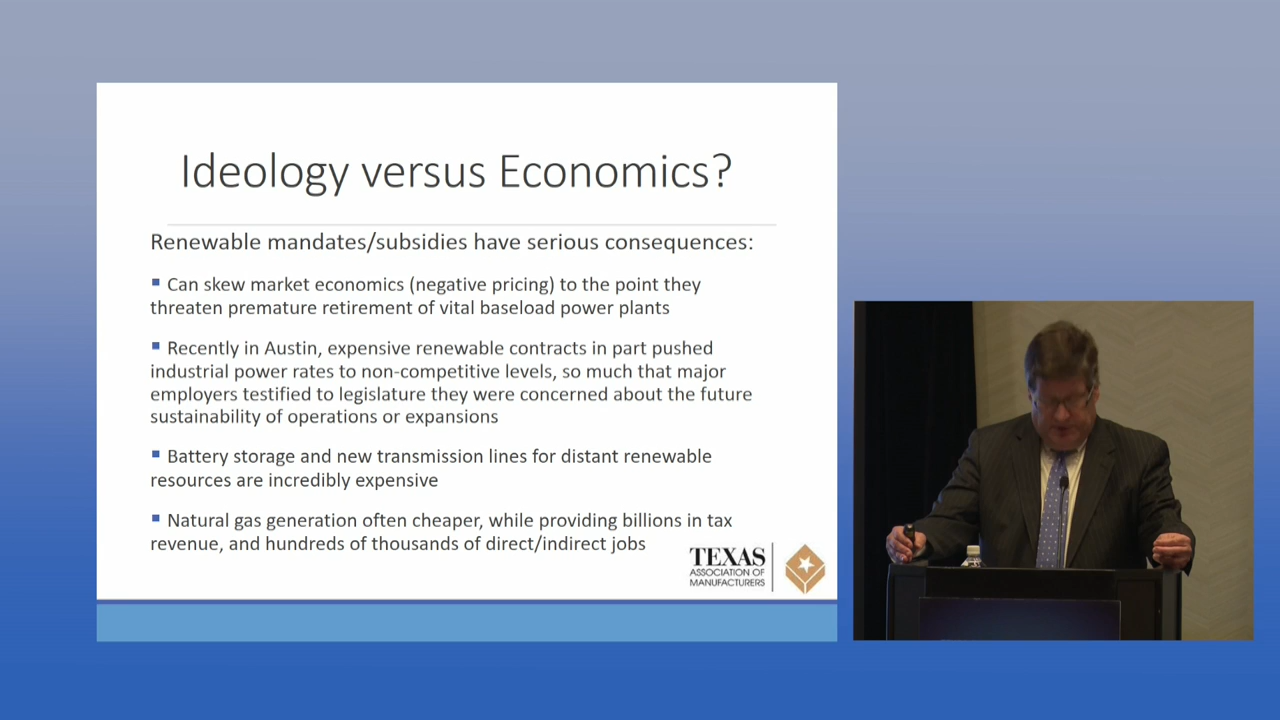 Ideology versus Economics?
Renewable mandates/subsidies have serious consequences:
▪ Can skew market economics (negative pricing) to the point they
threaten premature retirement of vital baseload power plants
▪ Recently in Austin, expensive renewable contracts in part pushed
industrial power rates to non-competitive levels, so much that major
employers testified to legislature they were concerned about the future
sustainability of operations or expansions
▪ Battery storage and new transmission lines for distant renewable
resources are incredibly expensive
▪ Natural gas generation often cheaper, while providing billions in tax
revenue, and hundreds of thousands of direct/indirect jobs
TEXAS
ASSOCIATION OF
MANUFACTURERS